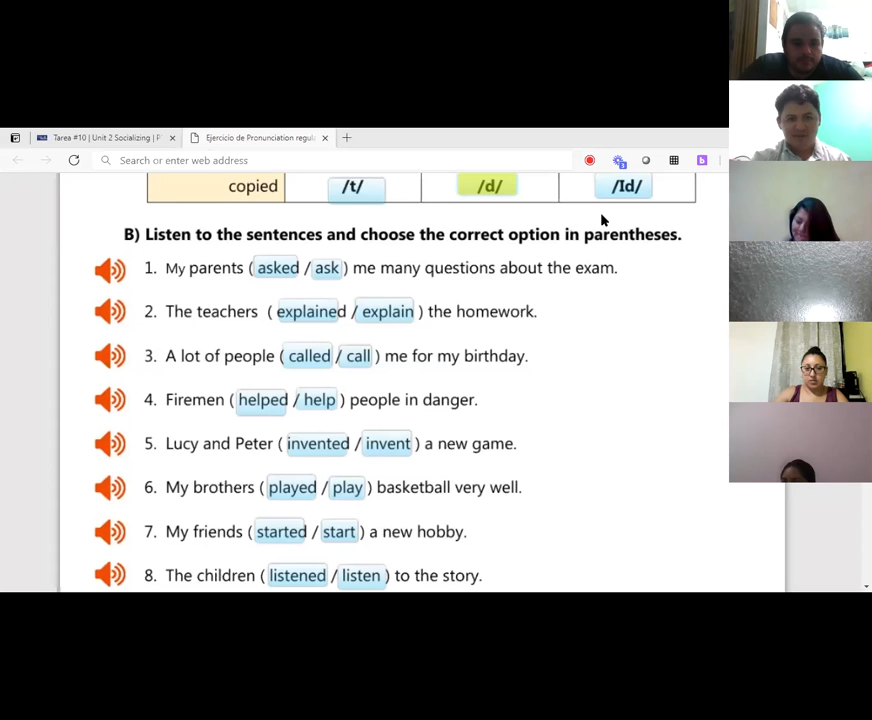 Tarea #10 | Unit 2 Socializing | P
Ejercicio de Pronunciation regula
Search or enter web address
copied /t/ /d/ /Id/
B) Listen to the sentences and choose the correct option in parentheses.
1. My parents ( asked / ask ) me many questions about the exam.
2. The teachers ( explained / explain ) the homework.
3. A lot of people ( called / call ) me for my birthday.
4. Firemen ( helped / help ) people in danger.
5. Lucy and Peter ( invented / invent ) a new game.
6. My brothers ( played / play ) basketball very well.
7. My friends ( started / start ) a new hobby.
8. The children ( listened / listen ) to the story.